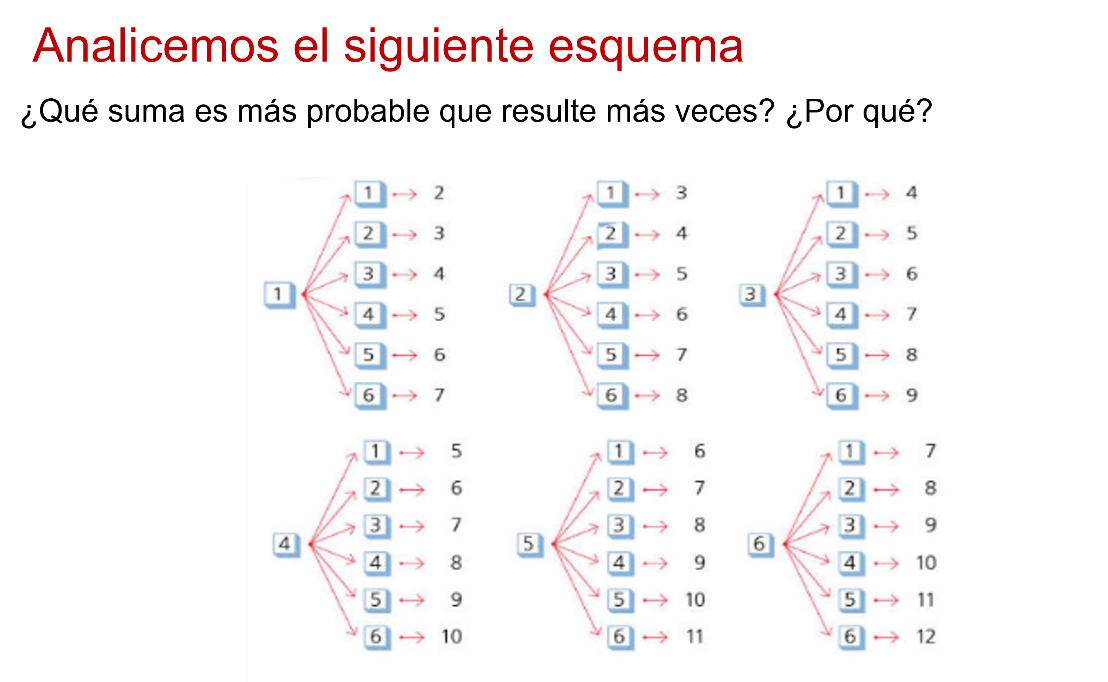 Analicemos el siguiente esquema
¿Qué suma es más probable que resulte más veces? ¿Por qué?
1 2 1 3 1 4
2 3 2 4 2 5
3 4 3 5 3 6
1 2 3
4 5 4 6 4 7
5 6 5 7 5 8
6 7 6 8 6 9
1 5 1 6 1 7
2 6 2 7 2 8
3 7 3 8 3 9
4 5 6
4 8 4 9 4 10
5 9 5 10 5 11
6 10 6 11 6 12